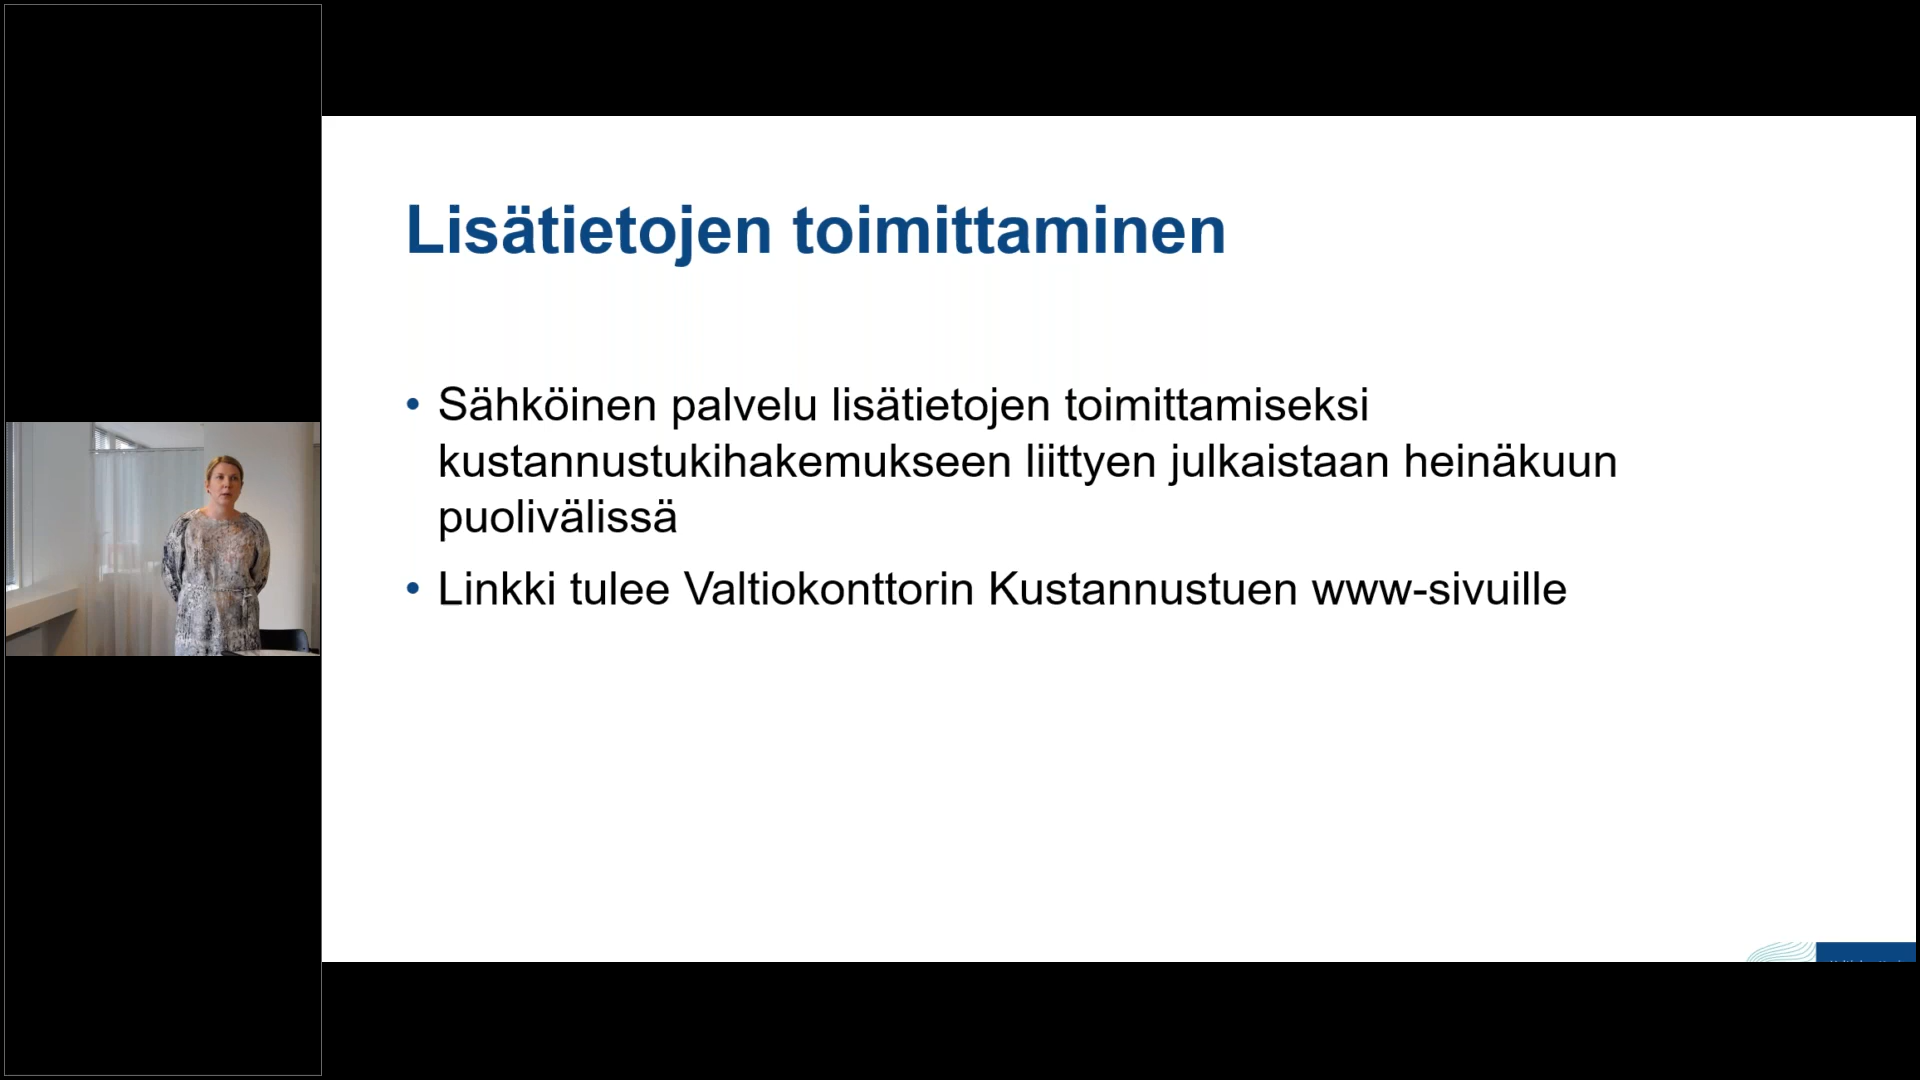 Lisätietojen toimittaminen
• Sähköinen palvelu lisätietojen toimittamiseksi
kustannustukihakemukseen liittyen julkaistaan heinäkuun
puolivälissä
• Linkki tulee Valtiokonttorin Kustannustuen www-sivuille